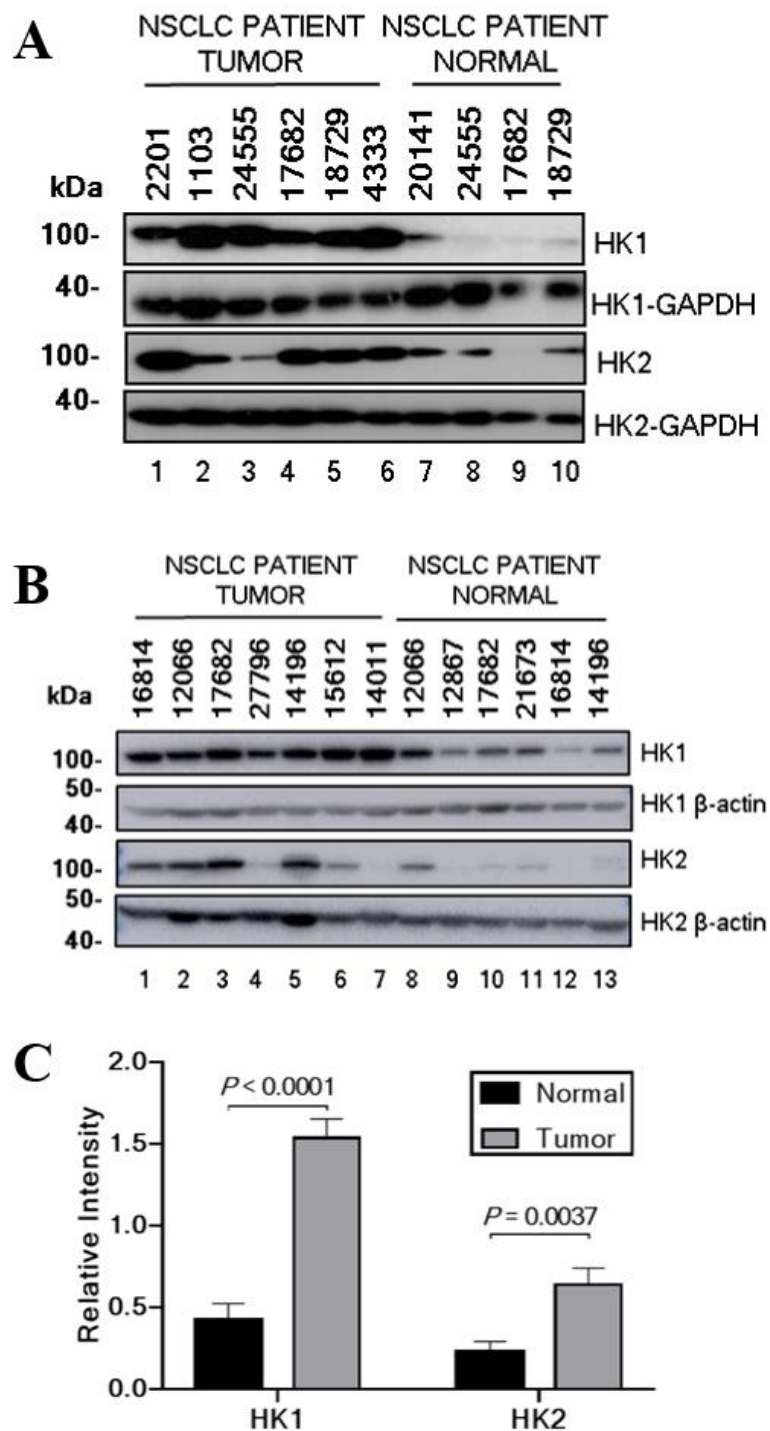 A
NSCLC PATIENT TUMOR
NSCLC PATIENT NORMAL
kDa
2201 1103 24555 17682 18729 4333 20141 24555 17682 18729
100- HK1
40- HK1-GAPDH
100- HK2
40- HK2-GAPDH
1 2 3 4 5 6 7 8 9 10
B
NSCLC PATIENT TUMOR
NSCLC PATIENT NORMAL
kDa
16814 12066 17682 27796 14196 15612 14011 12066 12867 17682 21673 16814 14196
100- HK1
50-
40- HK1 β-actin
100- HK2
50-
40- HK2 β-actin
1 2 3 4 5 6 7 8 9 10 11 12 13
C
Relative Intensity
2.0
1.5
1.0
0.5
0.0
P < 0.0001
P = 0.0037
Normal
Tumor
HK1 HK2